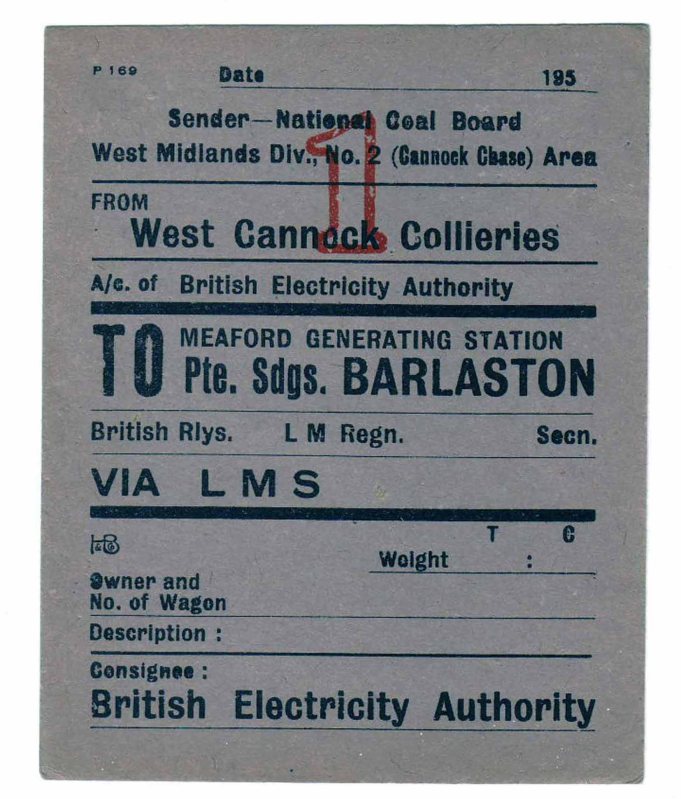 P 169 Date 195
Sender—National Coal Board
West Midlands Div., No. 2 (Cannock Chase) Area
1
FROM
West Cannock Collieries
A/c. of British Electricity Authority
TO MEAFORD GENERATING STATION
Pte. Sdgs. BARLASTON
British Rlys. L M Regn. Secn.
VIA L M S
T C
Weight :
Owner and
No. of Wagon
Description :
Consignee :
British Electricity Authority